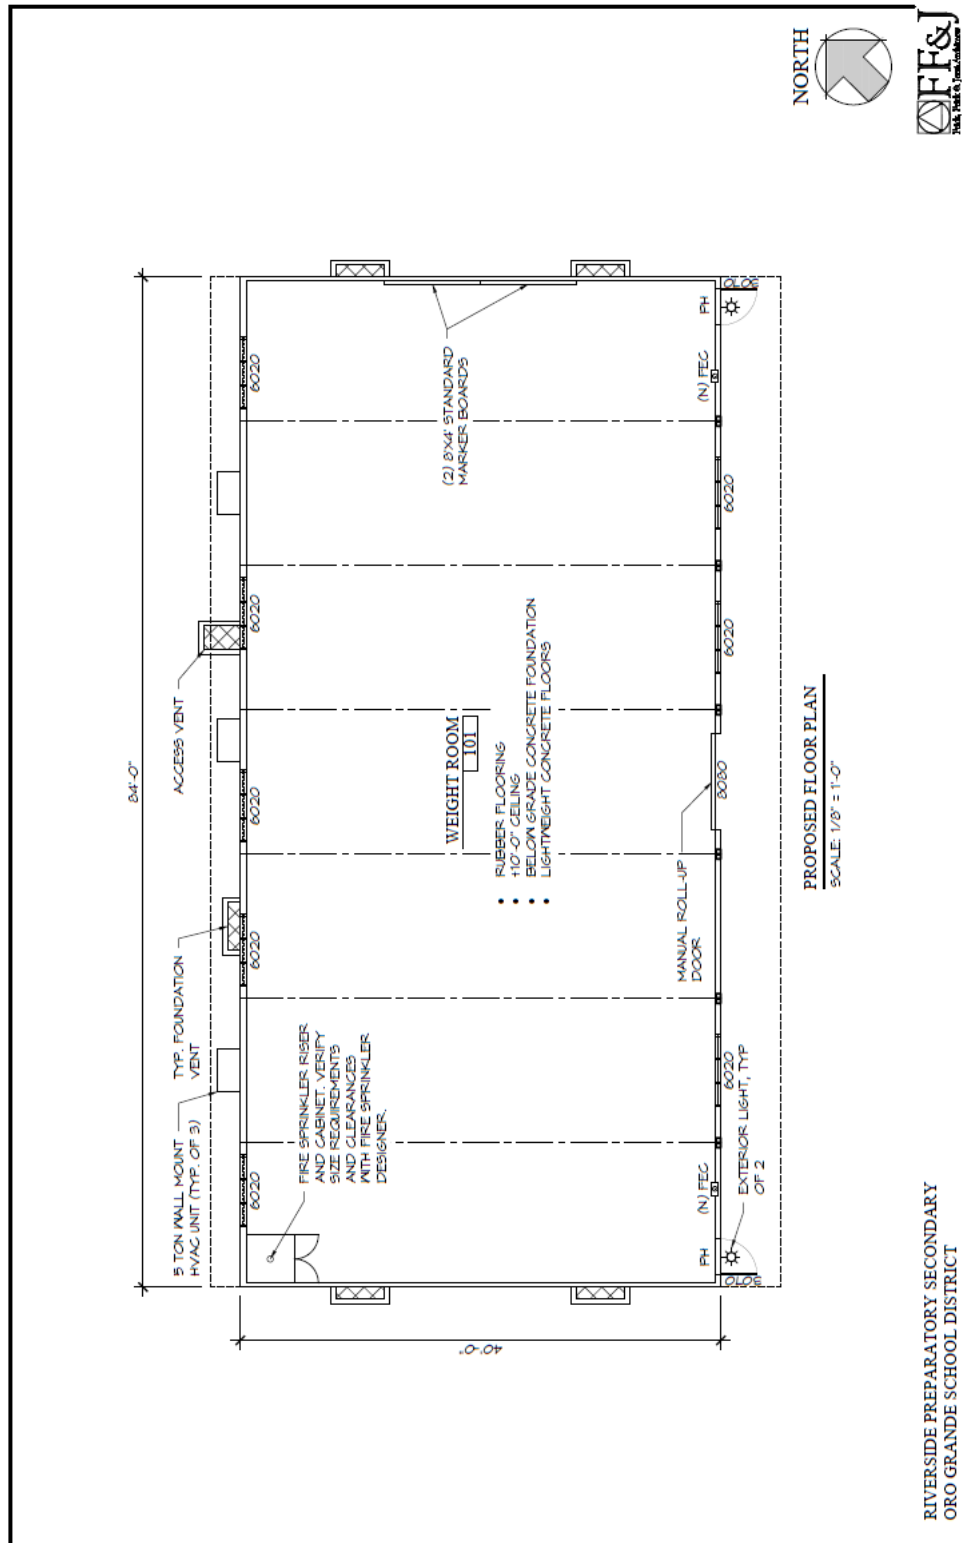 84'-0"
5 TON WALL MOUNT
HVAC UNIT (TYP. OF 3)
TYP. FOUNDATION
VENT
ACCESS VENT
6020
6020
6020
6020
6020
FIRE SPRINKLER RISER
AND CABINET. VERIFY
SIZE REQUIREMENTS
AND CLEARANCES
WITH FIRE SPRINKLER
DESIGNER.
WEIGHT ROOM
101
• RUBBER FLOORING
• +10'-0" CEILING
• BELOW GRADE CONCRETE FOUNDATION
• LIGHTWEIGHT CONCRETE FLOORS
(2) 8'X4' STANDARD
MARKER BOARDS
40'-0"
PH
(N) FEC
MANUAL ROLL-UP
DOOR
(N) FEC
PH
6020
8080
6020
6020
EXTERIOR LIGHT, TYP
OF 2
PROPOSED FLOOR PLAN
SCALE: 1/8" = 1'-0"
NORTH
RIVERSIDE PREPARATORY SECONDARY
ORO GRANDE SCHOOL DISTRICT
FF&J